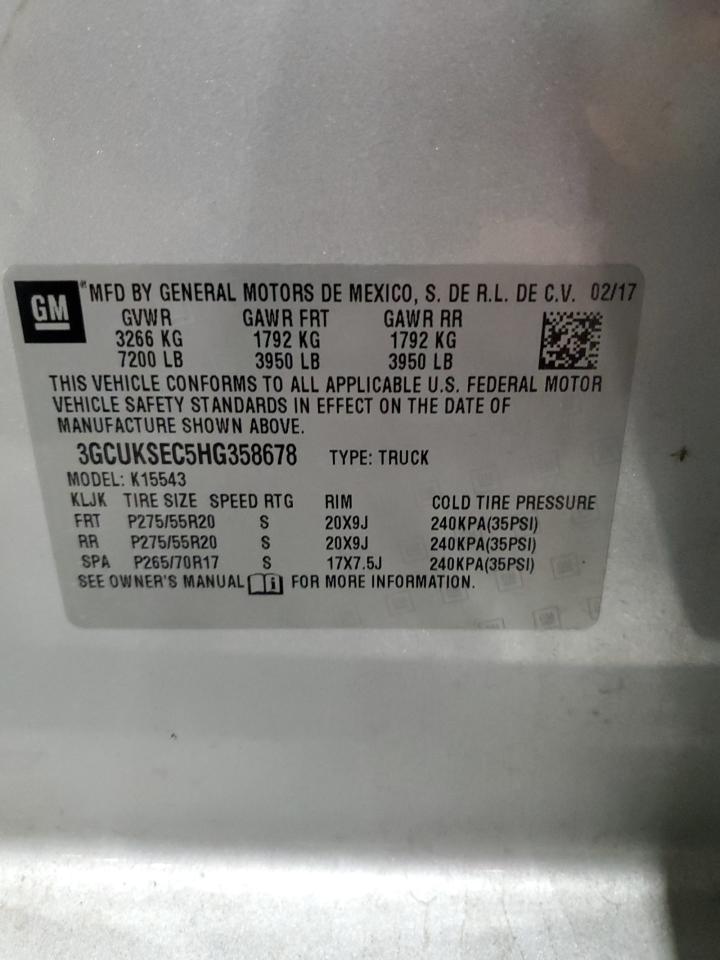 GM
MFD BY GENERAL MOTORS DE MEXICO, S. DE R.L. DE C.V. 02/17
GVWR GAWR FRT GAWR RR
3266 KG 1792 KG 1792 KG
7200 LB 3950 LB 3950 LB
THIS VEHICLE CONFORMS TO ALL APPLICABLE U.S. FEDERAL MOTOR
VEHICLE SAFETY STANDARDS IN EFFECT ON THE DATE OF
MANUFACTURE SHOWN ABOVE.
3GCUKSEC5HG358678 TYPE: TRUCK
MODEL: K15543
KLJK TIRE SIZE SPEED RTG RIM COLD TIRE PRESSURE
FRT P275/55R20 S 20X9J 240KPA(35PSI)
RR P275/55R20 S 20X9J 240KPA(35PSI)
SPA P265/70R17 S 17X7.5J 240KPA(35PSI)
SEE OWNER'S MANUAL i FOR MORE INFORMATION.